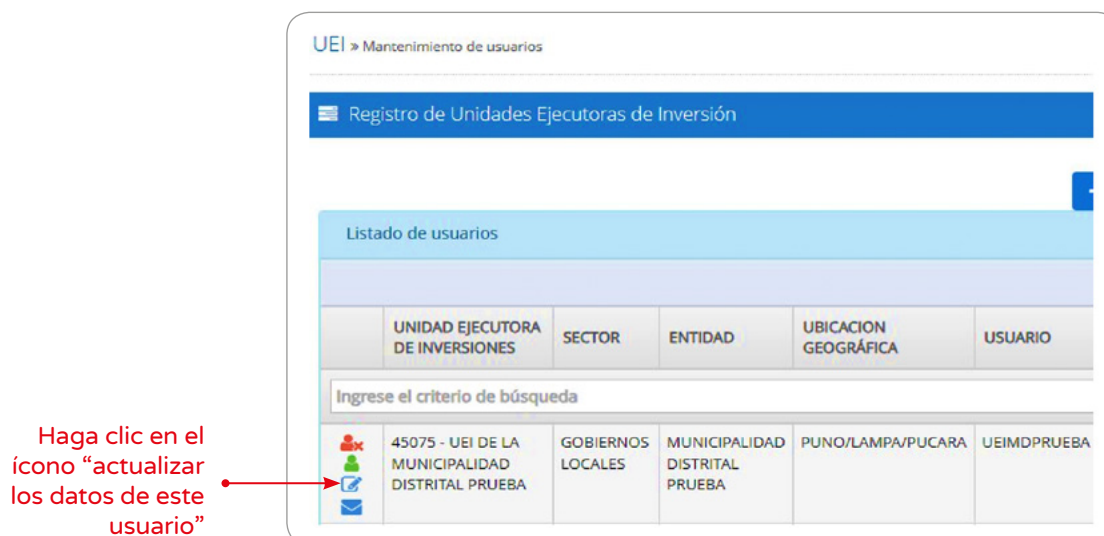 UEI » Mantenimiento de usuarios
Registro de Unidades Ejecutoras de Inversión
Listado de usuarios
UNIDAD EJECUTORA
DE INVERSIONES
SECTOR
ENTIDAD
UBICACION
GEOGRÁFICA
USUARIO
Ingrese el criterio de búsqueda
45075 - UEI DE LA
MUNICIPALIDAD
DISTRITAL PRUEBA
GOBIERNOS
LOCALES
MUNICIPALIDAD
DISTRITAL
PRUEBA
PUNO/LAMPA/PUCARA
UEIMDPRUEBA
Haga clic en el
ícono “actualizar
los datos de este
usuario”